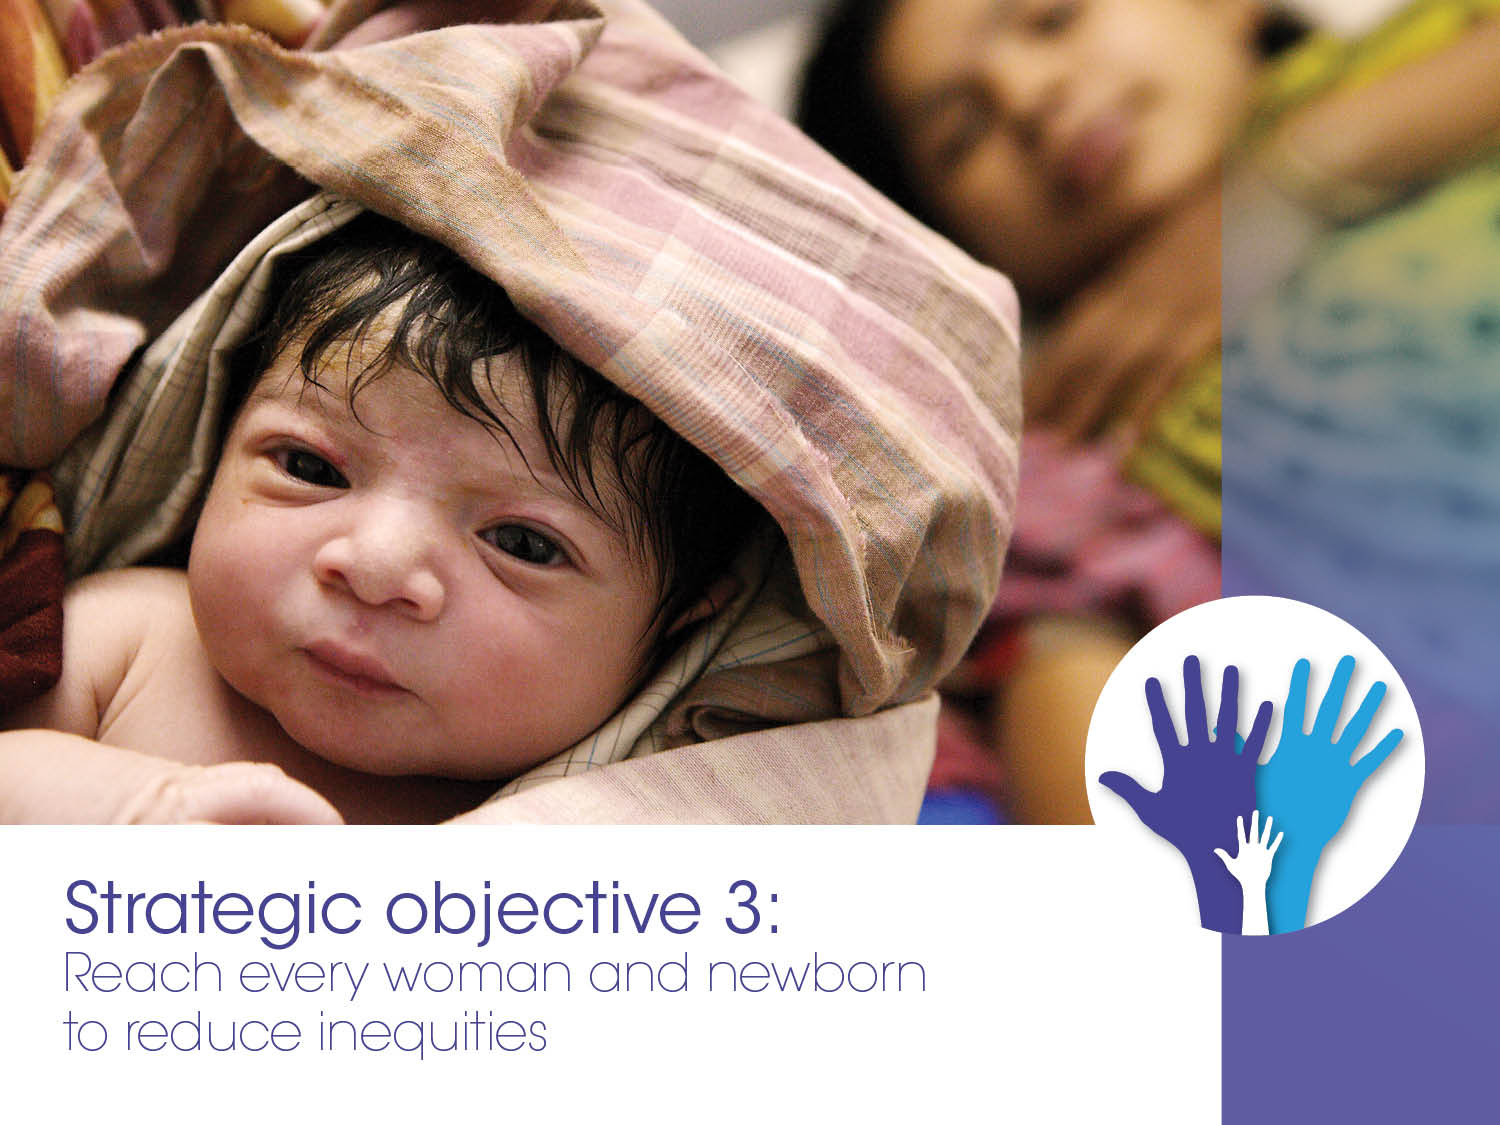 Strategic objective 3:
Reach every woman and newborn
to reduce inequities